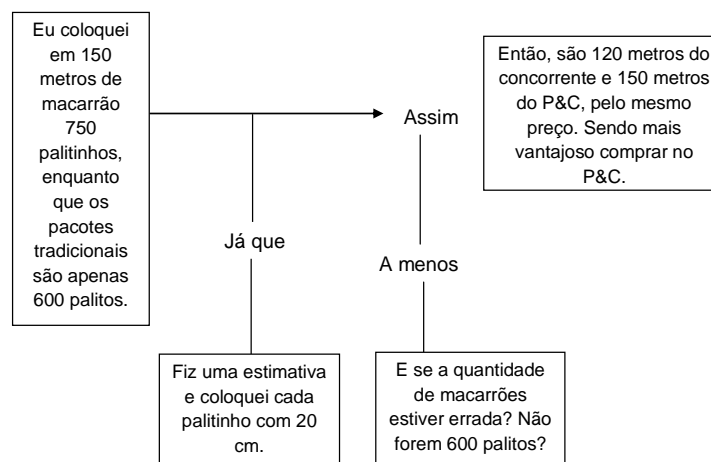 Eu coloquei
em 150
metros de
macarrão
750
palitinhos,
enquanto
que os
pacotes
tradicionais
são apenas
600 palitos.
Assim
Então, são 120 metros do
concorrente e 150 metros
do P&C, pelo mesmo
preço. Sendo mais
vantajoso comprar no
P&C.
Já que
A menos
Fiz uma estimativa
e coloquei cada
palitinho com 20
cm.
E se a quantidade
de macarrões
estiver errada? Não
forem 600 palitos?